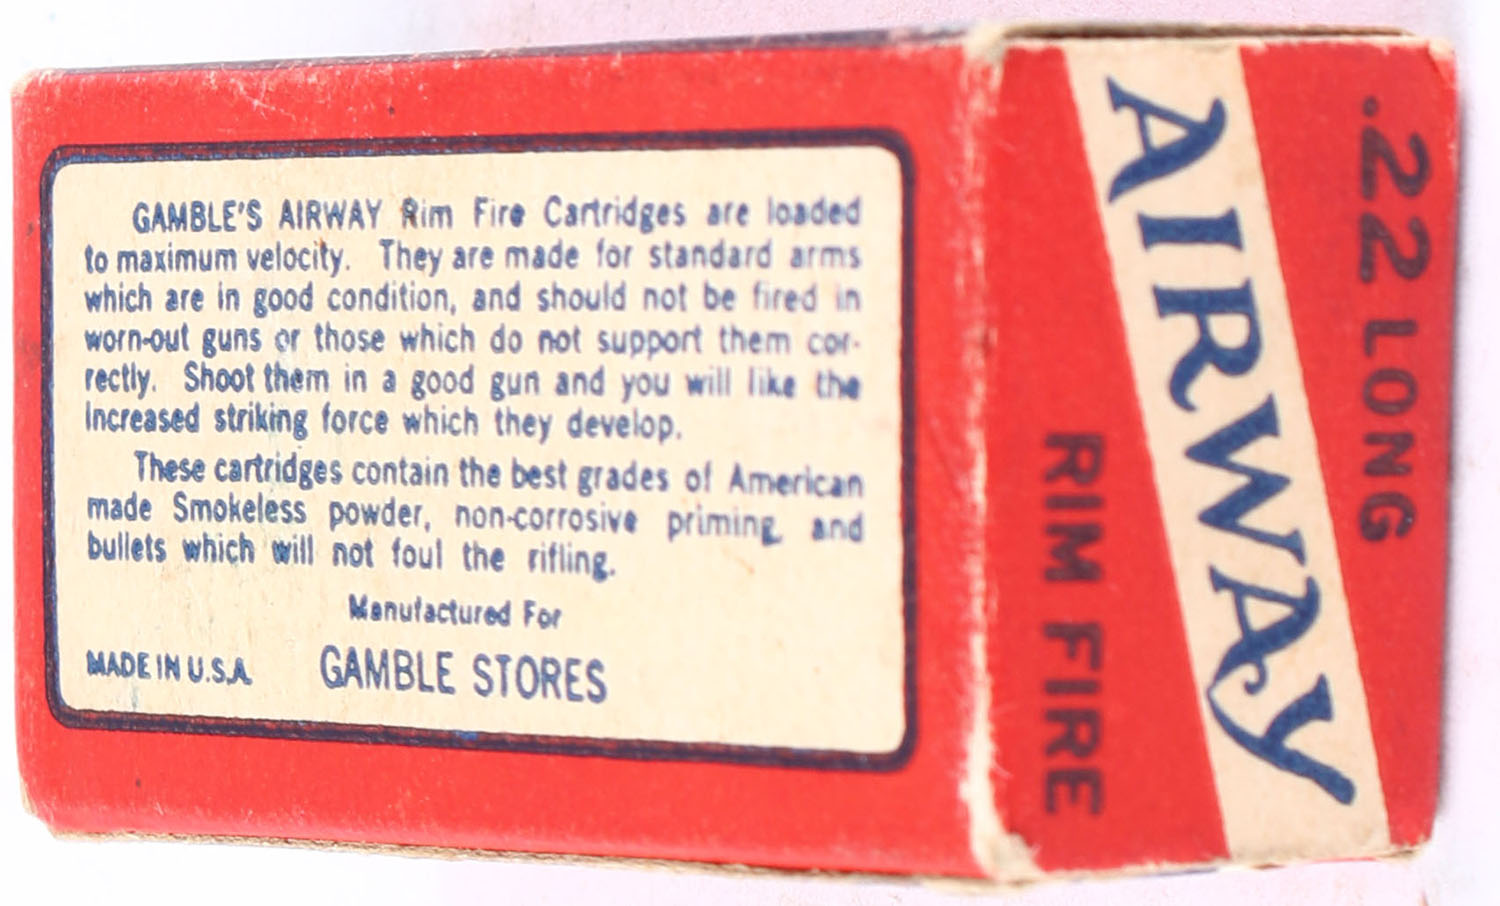 GAMBLE'S AIRWAY Rim Fire Cartridges are loaded
to maximum velocity. They are made for standard arms
which are in good condition, and should not be fired in
worn-out guns or those which do not support them cor-
rectly. Shoot them in a good gun and you will like the
increased striking force which they develop.
These cartridges contain the best grades of American
made Smokeless powder, non-corrosive priming, and
bullets which will not foul the rifling.
Manufactured For
MADE IN U.S.A. GAMBLE STORES
.22 LONG
AIRWAY
RIM FIRE